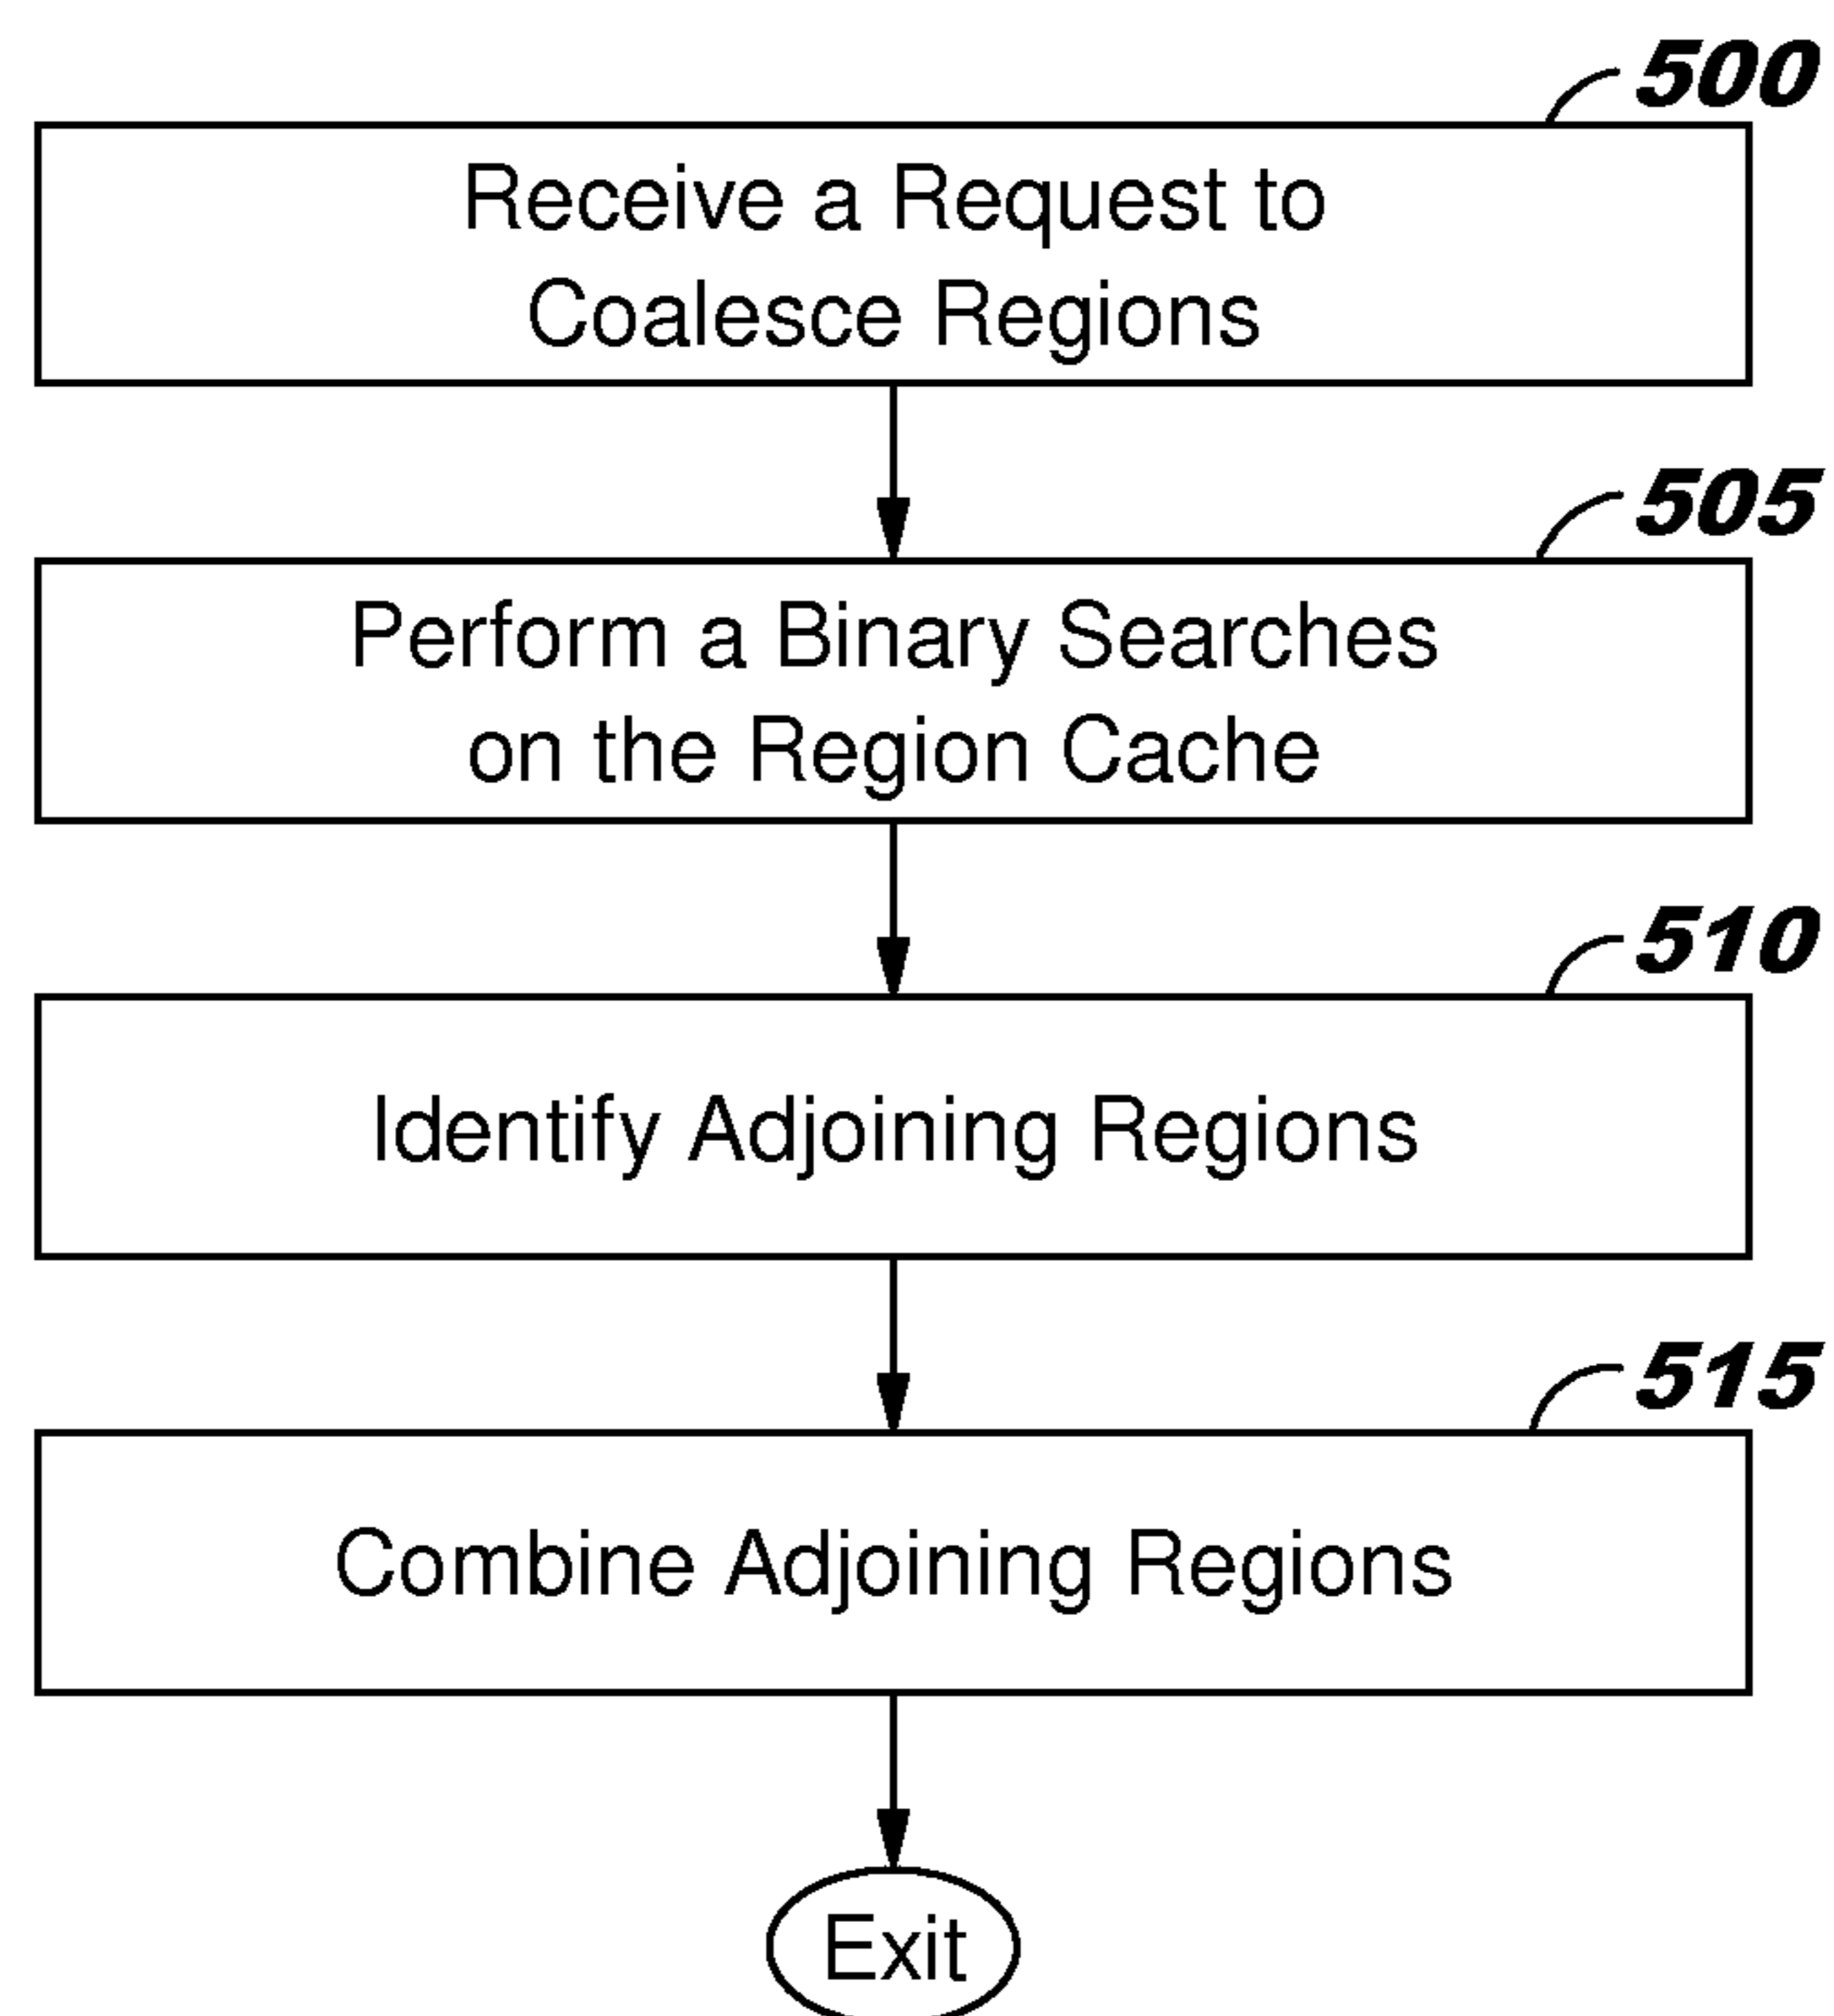 500
Receive a Request to
Coalesce Regions
505
Perform a Binary Searches
on the Region Cache
510
Identify Adjoining Regions
515
Combine Adjoining Regions
Exit